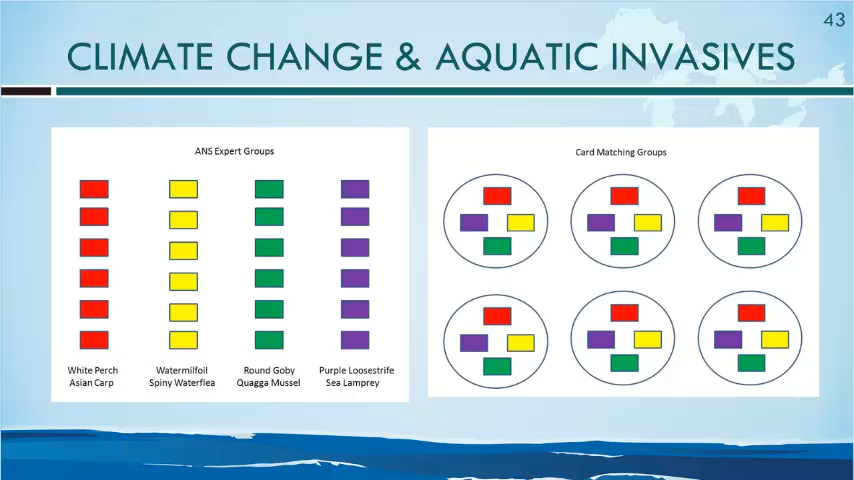 43
CLIMATE CHANGE & AQUATIC INVASIVES
ANS Expert Groups
White Perch
Asian Carp
Watermilfoil
Spiny Waterflea
Round Goby
Quagga Mussel
Purple Loosestrife
Sea Lamprey
Card Matching Groups